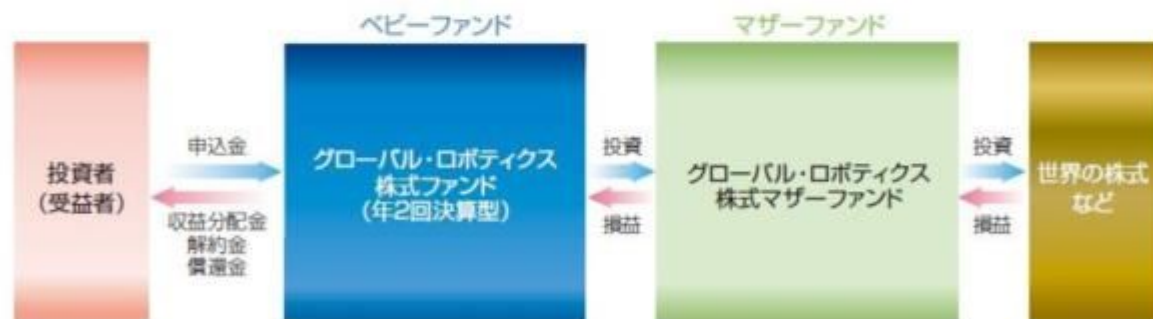 ベビーファンド
マザーファンド
投資者
(受益者)
申込金
収益分配金
解約金
償還金
グローバル・ロボティクス
株式ファンド
(年2回決算型)
投資
損益
グローバル・ロボティクス
株式マザーファンド
投資
損益
世界の株式
など